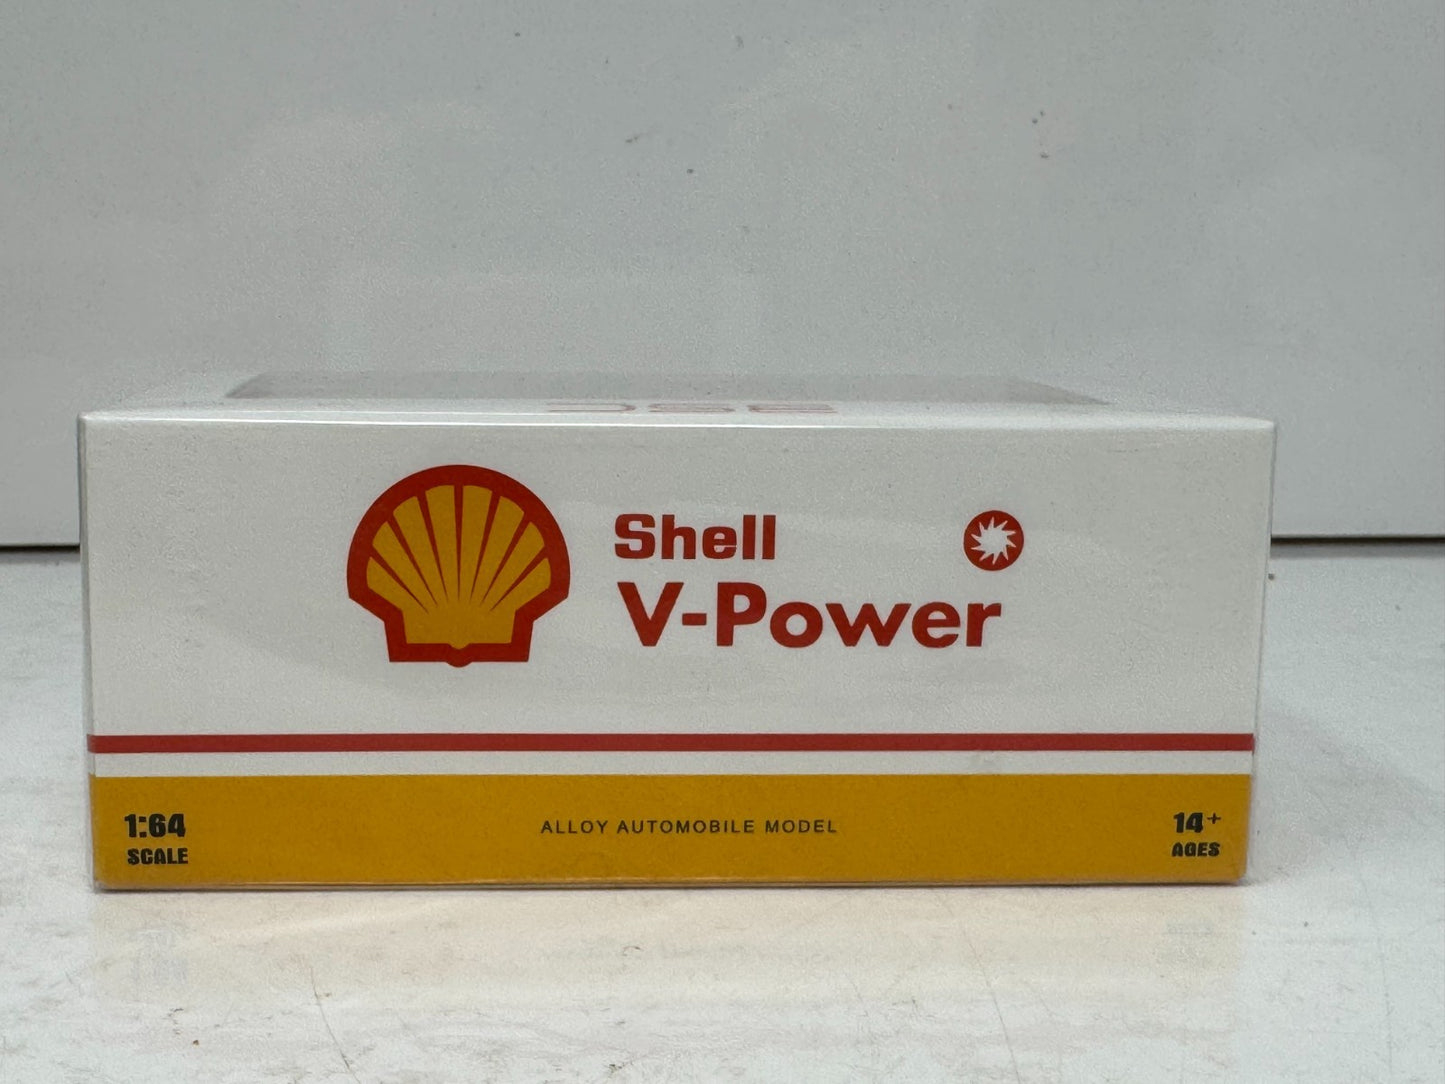 Shell
V-Power
1:64
SCALE
ALLOY AUTOMOBILE MODEL
14+
AGES